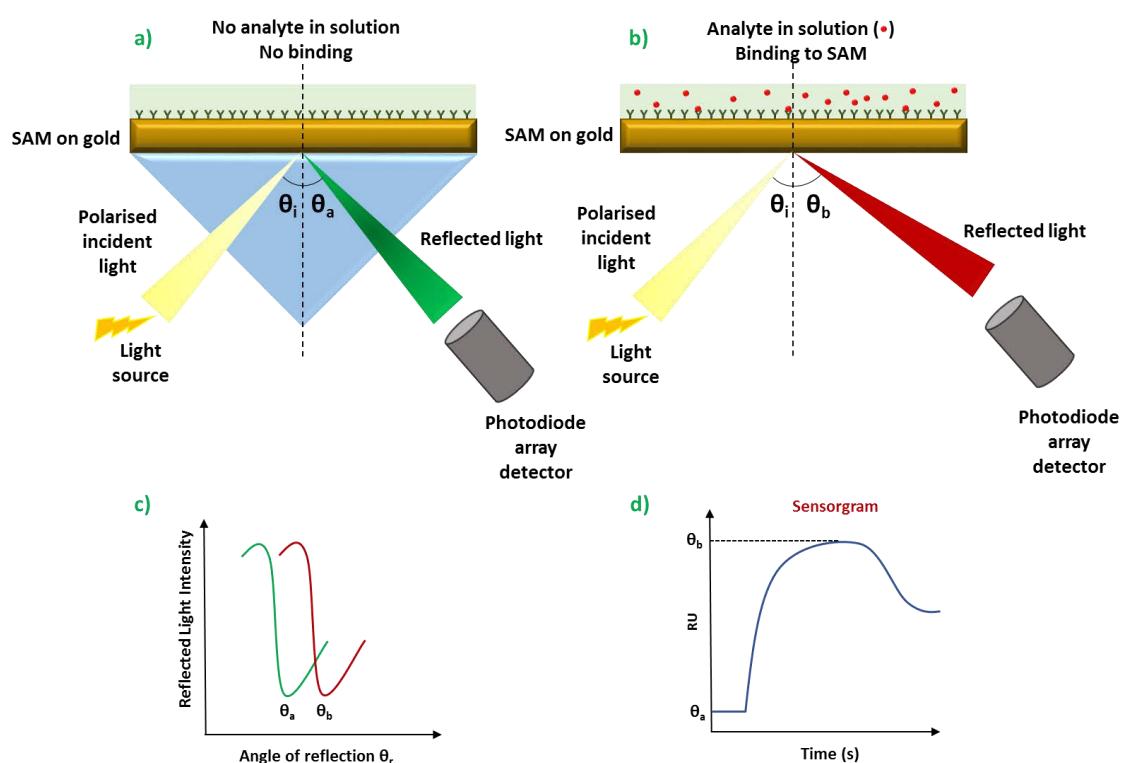 a)
No analyte in solution
No binding
SAM on gold
θi
θa
Polarised
incident
light
Reflected light
Light
source
Photodiode
array
detector
b)
Analyte in solution (•)
Binding to SAM
SAM on gold
θi
θb
Polarised
incident
light
Reflected light
Light
source
Photodiode
array
detector
c)
Reflected Light Intensity
θa
θb
Angle of reflection θr
d)
Sensorgram
θb
RU
θa
Time (s)